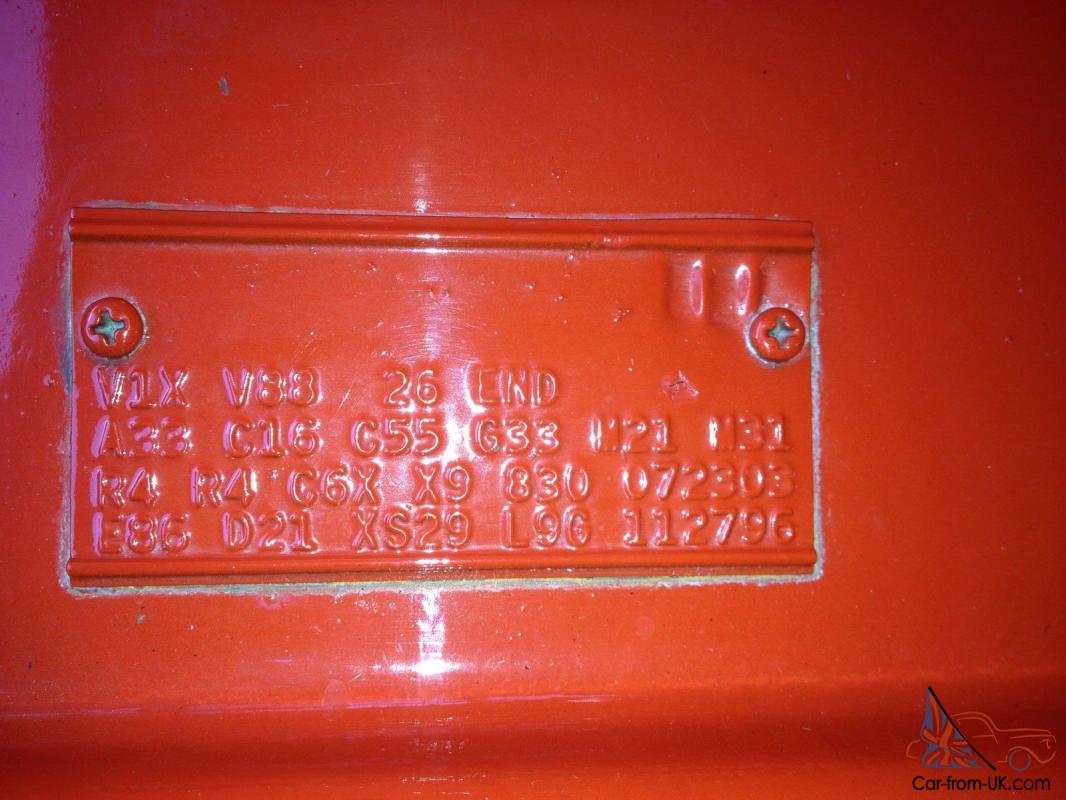 V1X V88 26 END
A33 C16 C55 G33 M21 M31
R4 R4 C6X X9 830 072303
E86 D21 XS29 L9G 112796
Car-from-UK.com